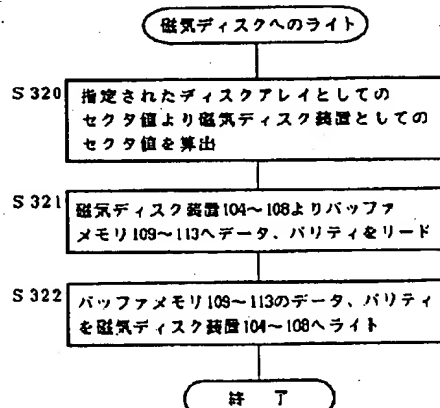 磁気ディスクへのライト
S320
指定されたディスクアレイとしての
セクタ値より磁気ディスク装置としての
セクタ値を算出
S321
磁気ディスク装置104〜108よりバッファ
メモリ109〜113へデータ、パリティをリード
S322
バッファメモリ109〜113のデータ、パリティ
を磁気ディスク装置104〜108へライト
終 了